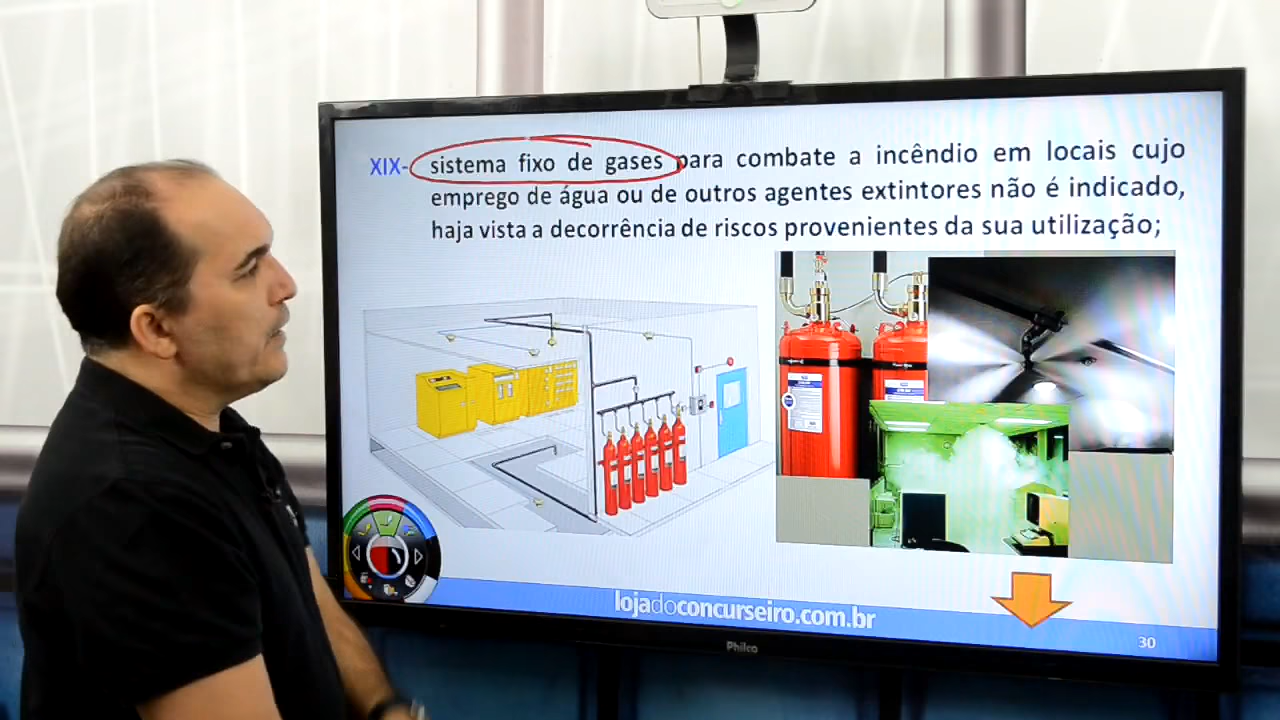 XIX- sistema fixo de gases para combate a incêndio em locais cujo
emprego de água ou de outros agentes extintores não é indicado,
haja vista a decorrência de riscos provenientes da sua utilização;
lojadoconcurseiro.com.br
30
Philco